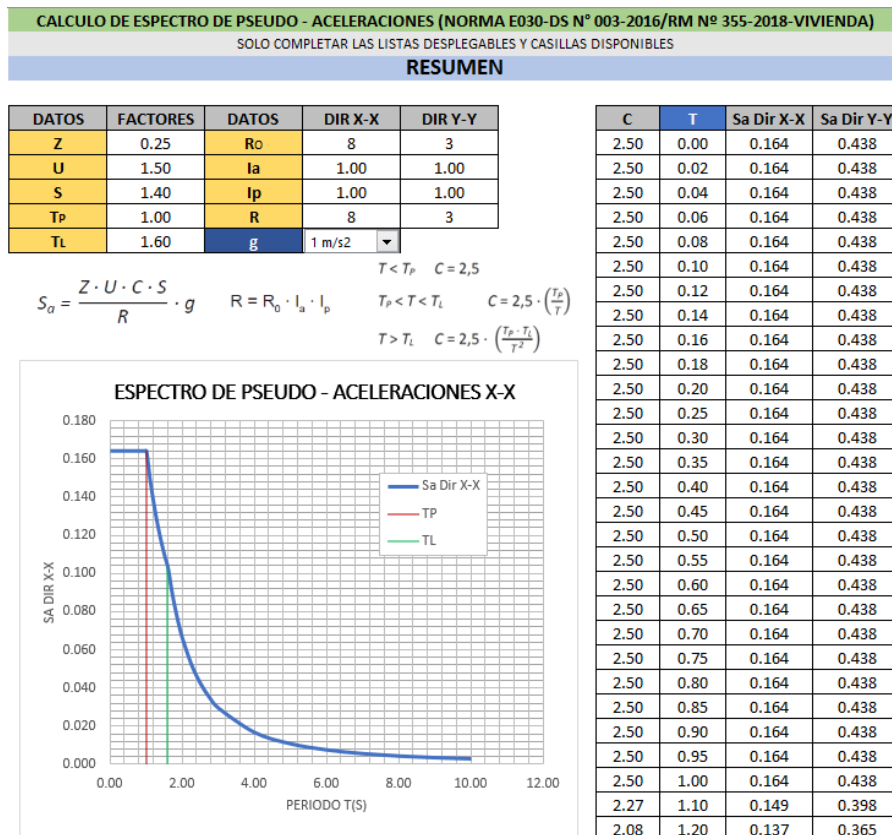 CALCULO DE ESPECTRO DE PSEUDO - ACELERACIONES (NORMA E030-DS N° 003-2016/RM Nº 355-2018-VIVIENDA)
SOLO COMPLETAR LAS LISTAS DESPLEGABLES Y CASILLAS DISPONIBLES
RESUMEN
DATOS FACTORES DATOS DIR X-X DIR Y-Y
Z 0.25 RO 8 3
U 1.50 Ia 1.00 1.00
S 1.40 Ip 1.00 1.00
TP 1.00 R 8 3
TL 1.60 g 1 m/s2
Sa = Z · U · C · S / R · g
R = R0 · Ia · Ip
T < TP C = 2,5
TP < T < TL C = 2,5 · (TP / T)
T > TL C = 2,5 · (TP · TL / T²)
ESPECTRO DE PSEUDO - ACELERACIONES X-X
0.180
0.160
0.140
0.120
0.100
0.080
0.060
0.040
0.020
0.000
SA DIR X-X
Sa Dir X-X
TP
TL
0.00 2.00 4.00 6.00 8.00 10.00 12.00
PERIODO T(S)
C T Sa Dir X-X Sa Dir Y-Y
2.50 0.00 0.164 0.438
2.50 0.02 0.164 0.438
2.50 0.04 0.164 0.438
2.50 0.06 0.164 0.438
2.50 0.08 0.164 0.438
2.50 0.10 0.164 0.438
2.50 0.12 0.164 0.438
2.50 0.14 0.164 0.438
2.50 0.16 0.164 0.438
2.50 0.18 0.164 0.438
2.50 0.20 0.164 0.438
2.50 0.25 0.164 0.438
2.50 0.30 0.164 0.438
2.50 0.35 0.164 0.438
2.50 0.40 0.164 0.438
2.50 0.45 0.164 0.438
2.50 0.50 0.164 0.438
2.50 0.55 0.164 0.438
2.50 0.60 0.164 0.438
2.50 0.65 0.164 0.438
2.50 0.70 0.164 0.438
2.50 0.75 0.164 0.438
2.50 0.80 0.164 0.438
2.50 0.85 0.164 0.438
2.50 0.90 0.164 0.438
2.50 0.95 0.164 0.438
2.50 1.00 0.164 0.438
2.27 1.10 0.149 0.398
2.08 1.20 0.137 0.365